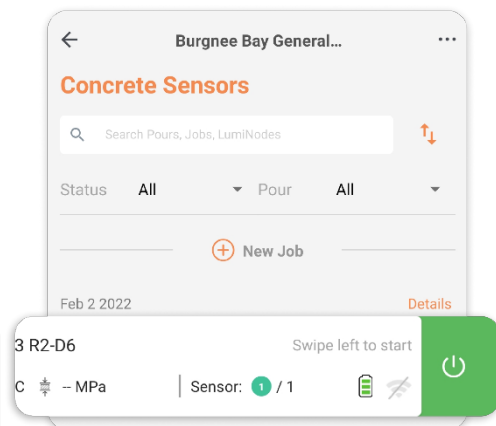 Burgnee Bay General...
Concrete Sensors
Search Pours, Jobs, LumiNodes
Status All Pour All
New Job
Feb 2 2022 Details
3 R2-D6 Swipe left to start
C -- MPa Sensor: 1 / 1